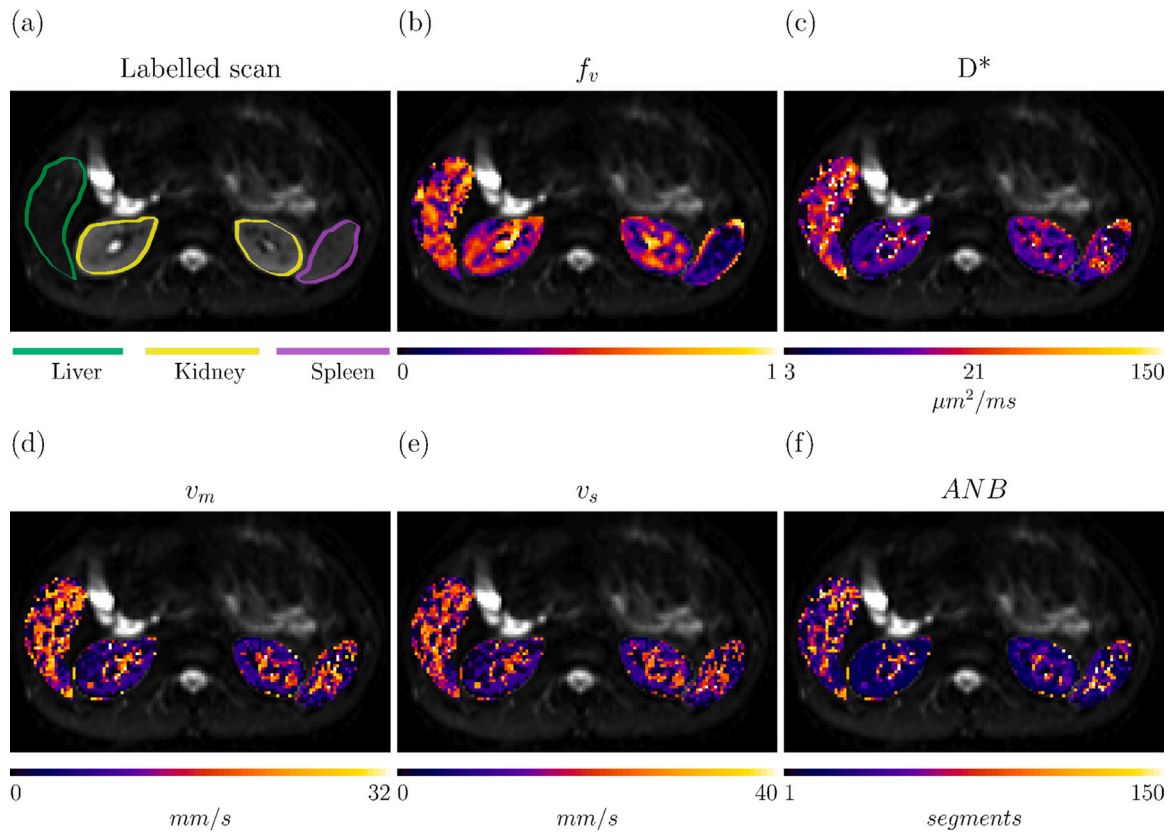 (a) (b) (c)
Labelled scan f_v D*
Liver Kidney Spleen 0 1 3 21 150
μm²/ms
(d) (e) (f)
v_m v_s ANB
0 32 0 40 1 150
mm/s mm/s segments